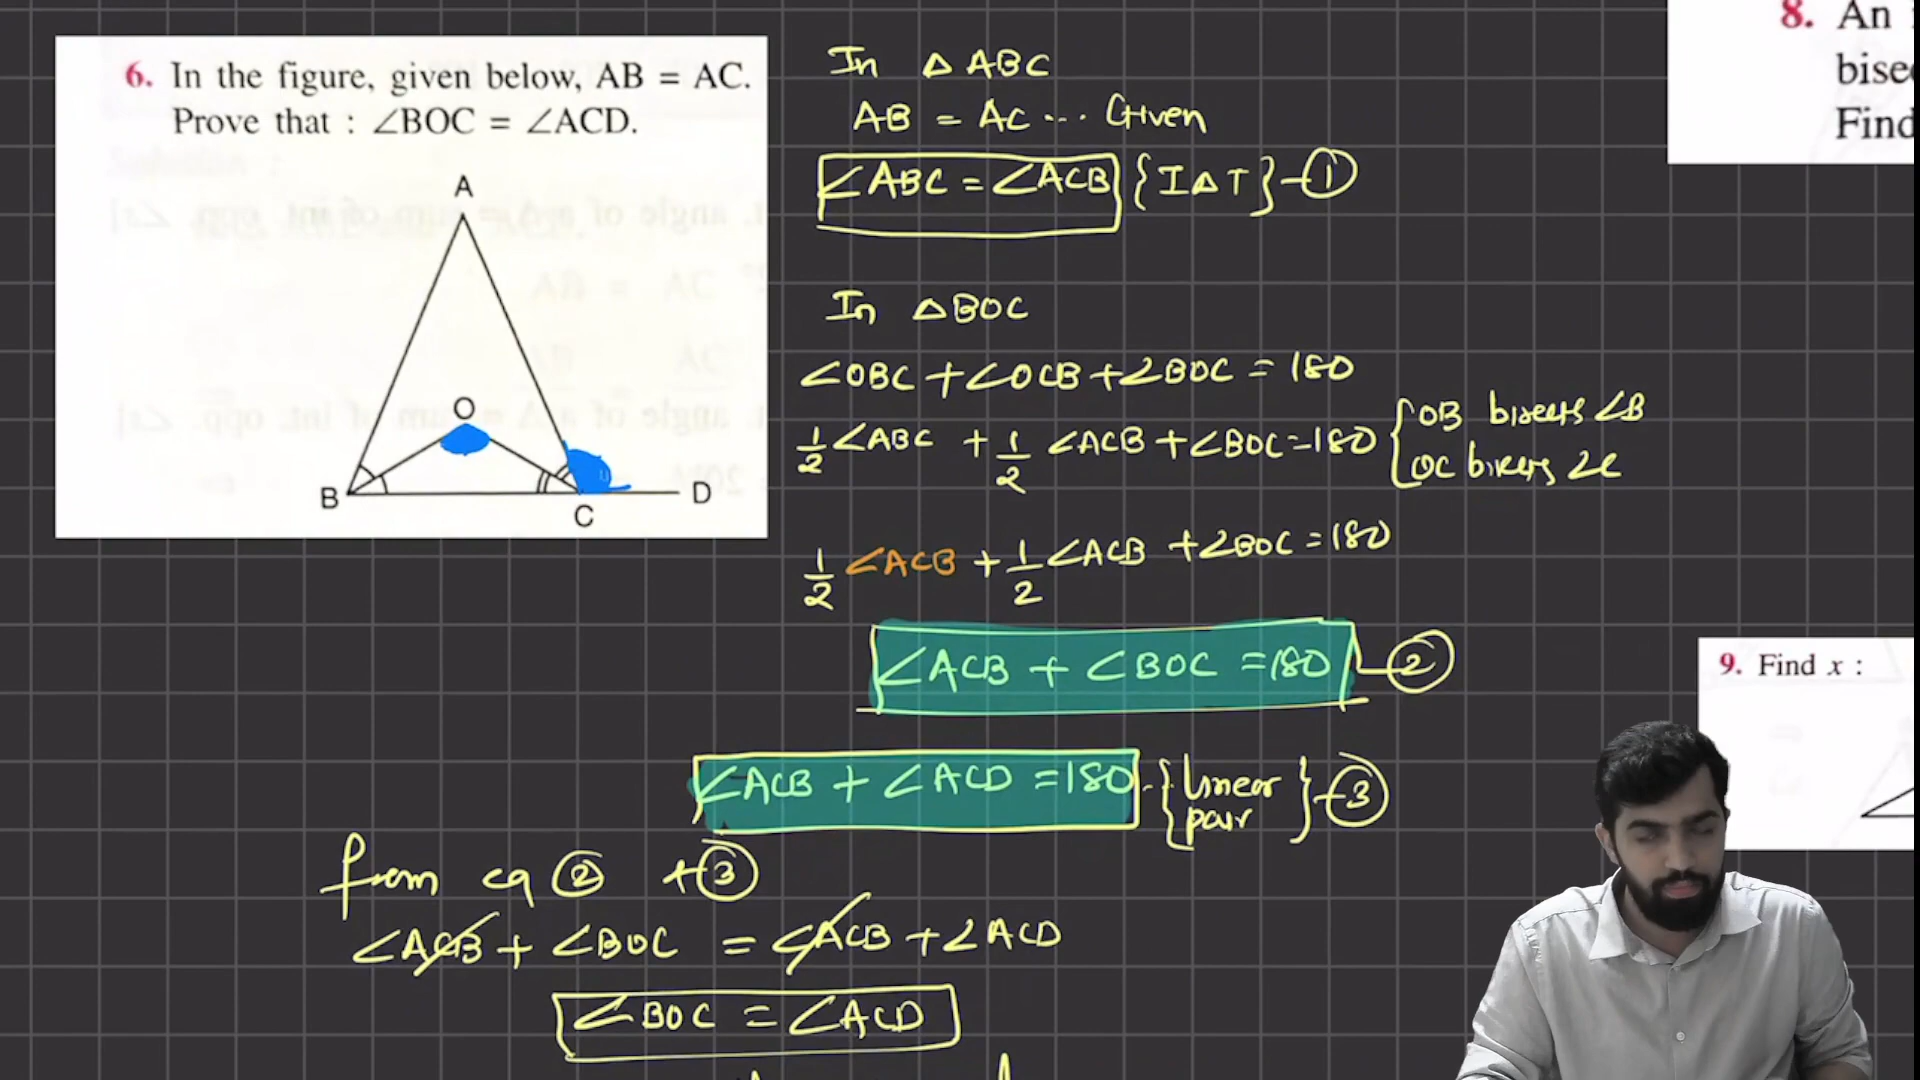 6. In the figure, given below, AB = AC.
Prove that : ∠BOC = ∠ACD.
A
O
B
C
D
In △ ABC
AB = AC ... Given
∠ABC = ∠ACB {I△T} - ①
In △BOC
∠OBC + ∠OCB + ∠BOC = 180
1/2 ∠ABC + 1/2 ∠ACB + ∠BOC = 180 { OB bisects ∠B
OC bisects ∠C
1/2 ∠ACB + 1/2 ∠ACB + ∠BOC = 180
∠ACB + ∠BOC = 180 - ②
∠ACB + ∠ACD = 180 .. {linear pair} - ③
from eq ② + ③
∠ACB + ∠BOC = ∠ACB + ∠ACD
∠BOC = ∠ACD
8. An
bise
Find
9. Find x :